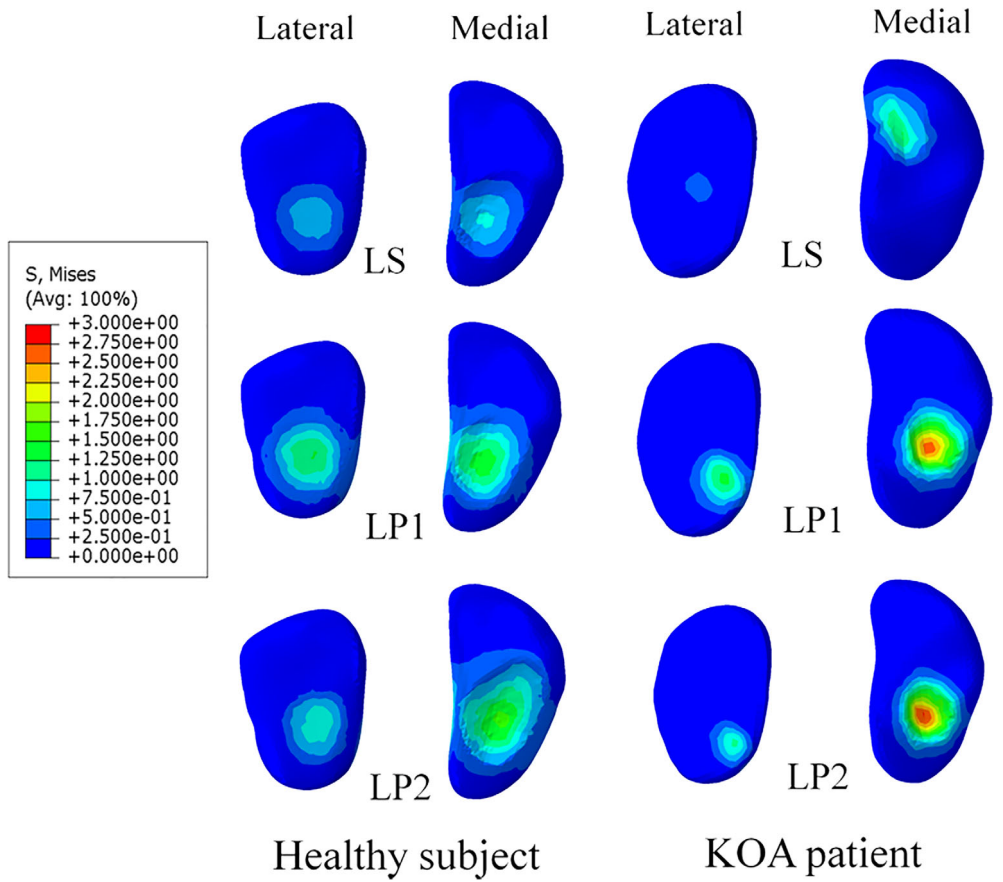 Lateral Medial Lateral Medial
LS LS
S, Mises
(Avg: 100%)
+3.000e+00
+2.750e+00
+2.500e+00
+2.250e+00
+2.000e+00
+1.750e+00
+1.500e+00
+1.250e+00
+1.000e+00
+7.500e-01
+5.000e-01
+2.500e-01
+0.000e+00
LP1 LP1
LP2 LP2
Healthy subject KOA patient